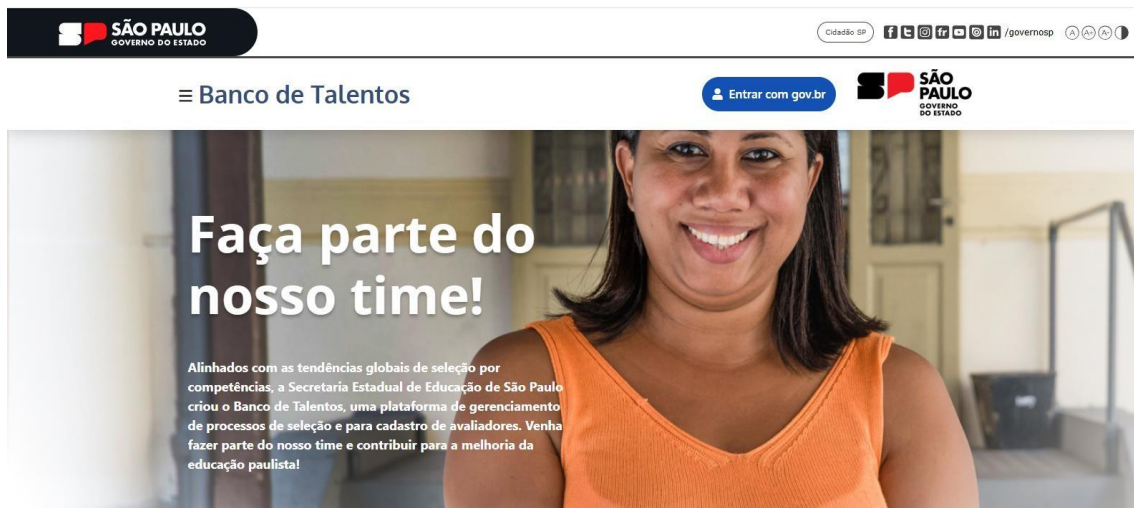 SÃO PAULO
GOVERNO DO ESTADO
Cidadão SP
/governosp
A A+ A-
Banco de Talentos
Entrar com gov.br
SÃO
PAULO
GOVERNO
DO ESTADO
Faça parte do
nosso time!
Alinhados com as tendências globais de seleção por
competências, a Secretaria Estadual de Educação de São Paulo
criou o Banco de Talentos, uma plataforma de gerenciamento
de processos de seleção e para cadastro de avaliadores. Venha
fazer parte do nosso time e contribuir para a melhoria da
educação paulista!